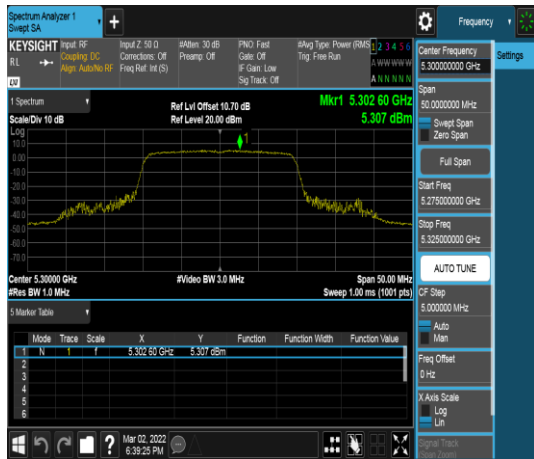 Spectrum Analyzer 1
Swept SA
+
Frequency
KEYSIGHT
Input: RF
Input Z: 50 Ω
#Atten: 30 dB
PNO: Fast
#Avg Type: Power (RMS
1 2 3 4 5 6
RL
Coupling: DC
Corrections: Off
Preamp: Off
Gate: Off
Trig: Free Run
A WWWWW
Align: Auto/No RF
Freq Ref: Int (S)
IF Gain: Low
Sig Track: Off
A N N N N N
LXI
Center Frequency
5.300000000 GHz
Settings
Span
50.0000000 MHz
Swept Span
Zero Span
Full Span
Start Freq
5.275000000 GHz
Stop Freq
5.325000000 GHz
AUTO TUNE
CF Step
5.000000 MHz
Auto
Man
Freq Offset
0 Hz
X Axis Scale
Log
Lin
Signal Track
(Span Zoom)
1 Spectrum
Ref Lvl Offset 10.70 dB
Mkr1 5.302 60 GHz
Scale/Div 10 dB
Ref Level 20.00 dBm
5.307 dBm
Log
1
10.0
0.00
-10.0
-20.0
-30.0
-40.0
-50.0
-60.0
-70.0
Center 5.30000 GHz
#Video BW 3.0 MHz
Span 50.00 MHz
#Res BW 1.0 MHz
Sweep 1.00 ms (1001 pts)
5 Marker Table
Mode Trace Scale X Y Function Function Width Function Value
1 N 1 f 5.302 60 GHz 5.307 dBm
2
3
4
5
6
?
Mar 02, 2022
6:39:25 PM